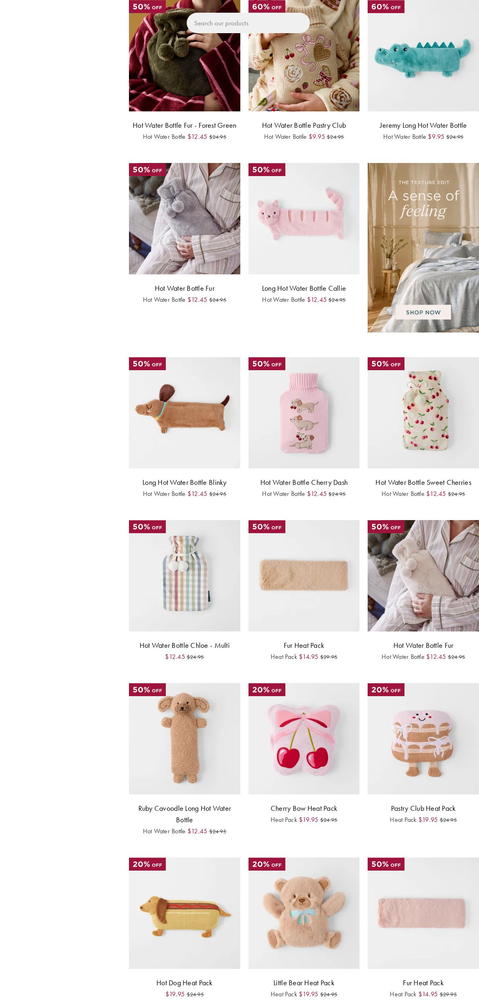 50% OFF
60% OFF
60% OFF
Search our products
Hot Water Bottle Fur - Forest Green
Hot Water Bottle $12.45 $24.95
Hot Water Bottle Pastry Club
Hot Water Bottle $9.95 $24.95
Jeremy Long Hot Water Bottle
Hot Water Bottle $9.95 $24.95
50% OFF
50% OFF
THE TEXTURE EDIT
A sense of
feeling
SHOP NOW
Hot Water Bottle Fur
Hot Water Bottle $12.45 $24.95
Long Hot Water Bottle Callie
Hot Water Bottle $12.45 $24.95
50% OFF
50% OFF
50% OFF
Long Hot Water Bottle Blinky
Hot Water Bottle $12.45 $24.95
Hot Water Bottle Cherry Dash
Hot Water Bottle $12.45 $24.95
Hot Water Bottle Sweet Cherries
Hot Water Bottle $12.45 $24.95
50% OFF
50% OFF
50% OFF
Hot Water Bottle Chloe - Multi
$12.45 $24.95
Fur Heat Pack
Heat Pack $14.95 $29.95
Hot Water Bottle Fur
Hot Water Bottle $12.45 $24.95
50% OFF
20% OFF
20% OFF
Ruby Cavoodle Long Hot Water
Bottle
Hot Water Bottle $12.45 $24.95
Cherry Bow Heat Pack
Heat Pack $19.95 $24.95
Pastry Club Heat Pack
Heat Pack $19.95 $24.95
20% OFF
20% OFF
50% OFF
Hot Dog Heat Pack
$19.95 $24.95
Little Bear Heat Pack
Heat Pack $19.95 $24.95
Fur Heat Pack
Heat Pack $14.95 $29.95